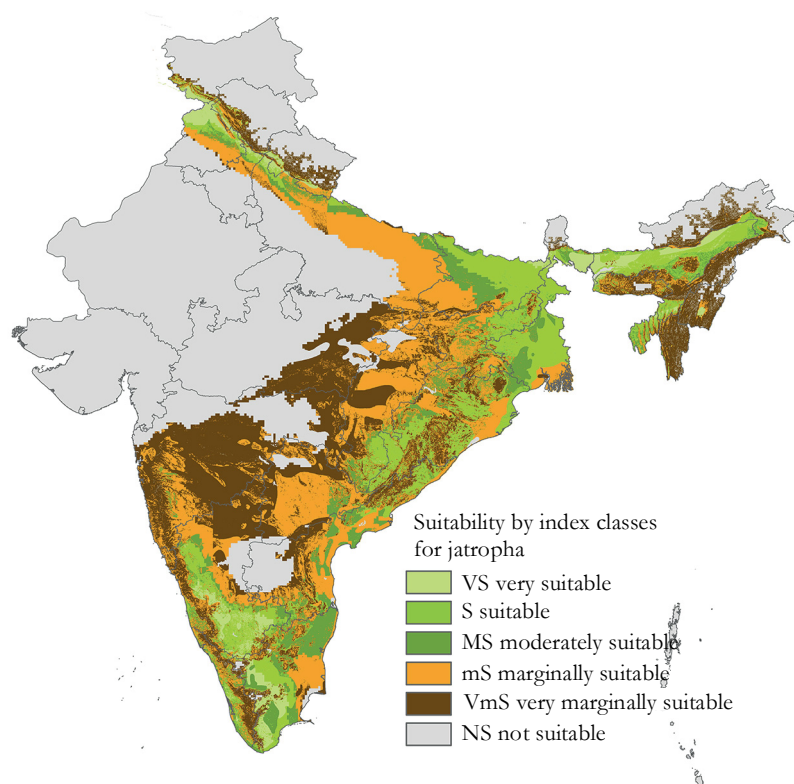 Suitability by index classes
for jatropha
VS very suitable
S suitable
MS moderately suitable
mS marginally suitable
VmS very marginally suitable
NS not suitable